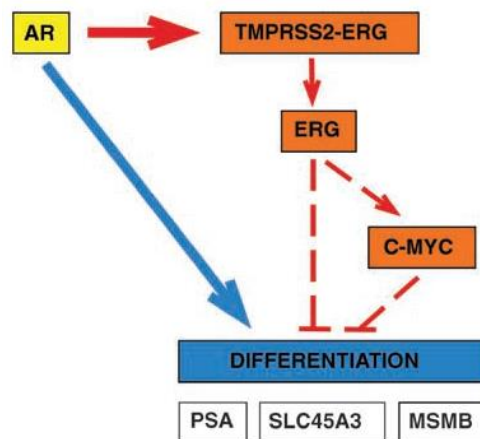 AR TMPRSS2-ERG
ERG
C-MYC
DIFFERENTIATION
PSA SLC45A3 MSMB